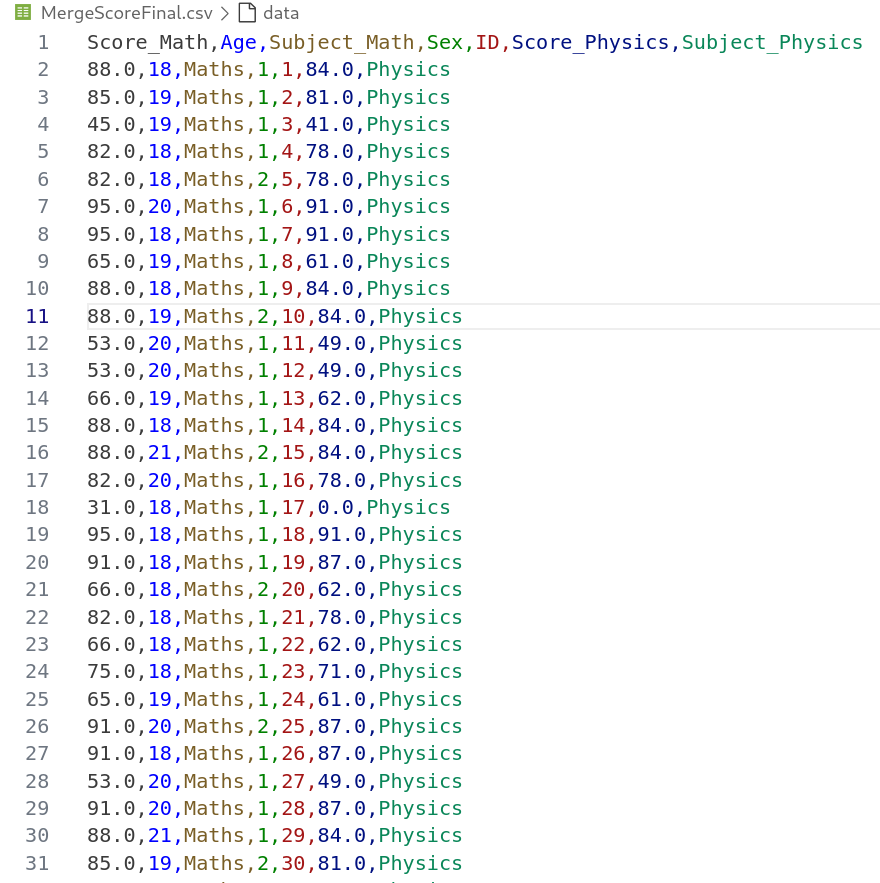 MergeScoreFinal.csv > data
1 Score_Math,Age,Subject_Math,Sex,ID,Score_Physics,Subject_Physics
2 88.0,18,Maths,1,1,84.0,Physics
3 85.0,19,Maths,1,2,81.0,Physics
4 45.0,19,Maths,1,3,41.0,Physics
5 82.0,18,Maths,1,4,78.0,Physics
6 82.0,18,Maths,2,5,78.0,Physics
7 95.0,20,Maths,1,6,91.0,Physics
8 95.0,18,Maths,1,7,91.0,Physics
9 65.0,19,Maths,1,8,61.0,Physics
10 88.0,18,Maths,1,9,84.0,Physics
11 88.0,19,Maths,2,10,84.0,Physics
12 53.0,20,Maths,1,11,49.0,Physics
13 53.0,20,Maths,1,12,49.0,Physics
14 66.0,19,Maths,1,13,62.0,Physics
15 88.0,18,Maths,1,14,84.0,Physics
16 88.0,21,Maths,2,15,84.0,Physics
17 82.0,20,Maths,1,16,78.0,Physics
18 31.0,18,Maths,1,17,0.0,Physics
19 95.0,18,Maths,1,18,91.0,Physics
20 91.0,18,Maths,1,19,87.0,Physics
21 66.0,18,Maths,2,20,62.0,Physics
22 82.0,18,Maths,1,21,78.0,Physics
23 66.0,18,Maths,1,22,62.0,Physics
24 75.0,18,Maths,1,23,71.0,Physics
25 65.0,19,Maths,1,24,61.0,Physics
26 91.0,20,Maths,2,25,87.0,Physics
27 91.0,18,Maths,1,26,87.0,Physics
28 53.0,20,Maths,1,27,49.0,Physics
29 91.0,20,Maths,1,28,87.0,Physics
30 88.0,21,Maths,1,29,84.0,Physics
31 85.0,19,Maths,2,30,81.0,Physics